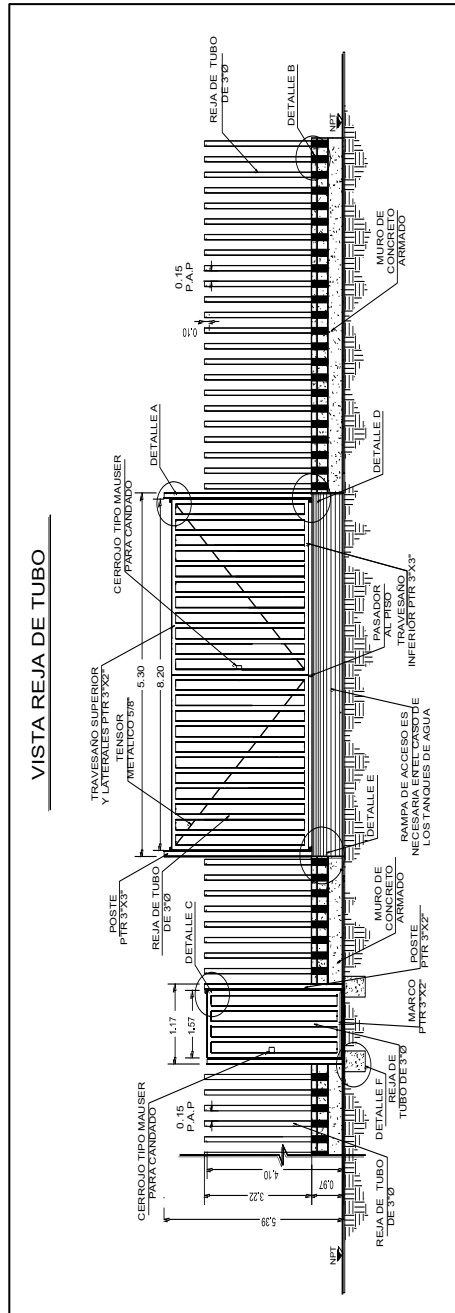 VISTA REJA DE TUBO
CERROJO TIPO MAUSER
PARA CANDADO
0.15
P.A.P
1.17
1.57
DETALLE C
REJA DE TUBO
DE 3"Ø
POSTE
PTR 3"X3"
TRAVESAÑO SUPERIOR
Y LATERALES PTR 3"X2"
TENSOR
METALICO 5/8"
5.30
8.20
CERROJO TIPO MAUSER
PARA CANDADO
DETALLE A
0.10
0.15
P.A.P
REJA DE TUBO
DE 3"Ø
DETALLE B
NPT
5.39
3.22
4.10
0.97
NPT
REJA DE TUBO
DE 3"Ø
DETALLE F
REJA DE
TUBO DE 3"Ø
MARCO
PTR 3"X2"
POSTE
PTR 3"X2"
MURO DE
CONCRETO
ARMADO
DETALLE E
RAMPA DE ACCESO ES
NECESARIA EN EL CASO DE
LOS TANQUES DE AGUA
PASADOR
AL PISO
TRAVESAÑO
INFERIOR PTR 3"X3"
DETALLE D
MURO DE
CONCRETO
ARMADO